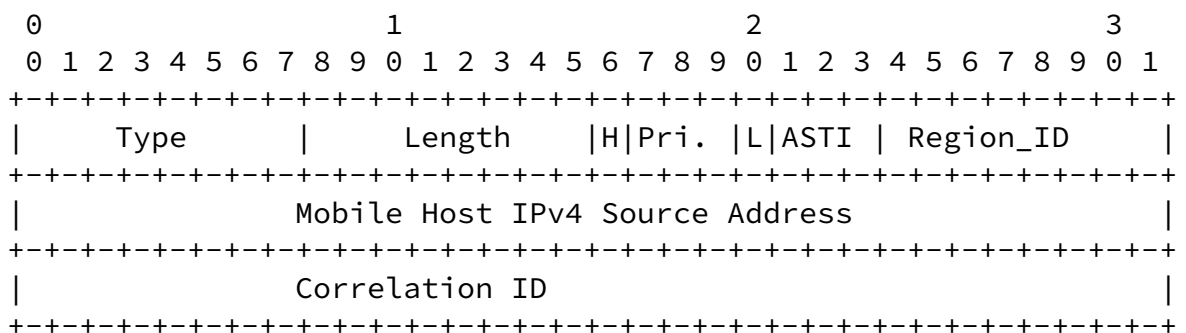 0                   1                   2                   3
 0 1 2 3 4 5 6 7 8 9 0 1 2 3 4 5 6 7 8 9 0 1 2 3 4 5 6 7 8 9 0 1
+-+-+-+-+-+-+-+-+-+-+-+-+-+-+-+-+-+-+-+-+-+-+-+-+-+-+-+-+-+-+-+-+
|     Type      |     Length    |H|Pri. |L|ASTI | Region_ID     |
+-+-+-+-+-+-+-+-+-+-+-+-+-+-+-+-+-+-+-+-+-+-+-+-+-+-+-+-+-+-+-+-+
|               Mobile Host IPv4 Source Address                 |
+-+-+-+-+-+-+-+-+-+-+-+-+-+-+-+-+-+-+-+-+-+-+-+-+-+-+-+-+-+-+-+-+
|               Correlation ID                                  |
+-+-+-+-+-+-+-+-+-+-+-+-+-+-+-+-+-+-+-+-+-+-+-+-+-+-+-+-+-+-+-+-+